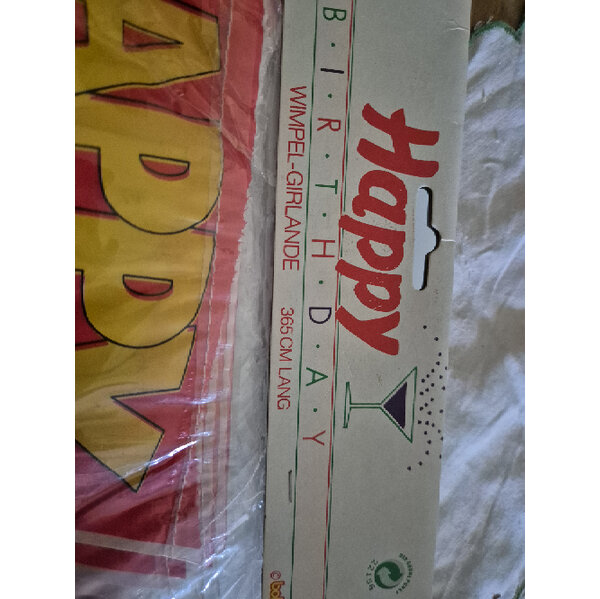 Happy
B·I·R·T·H·D·A·Y
WIMPEL-GIRLANDE 365 CM LANG
APPY